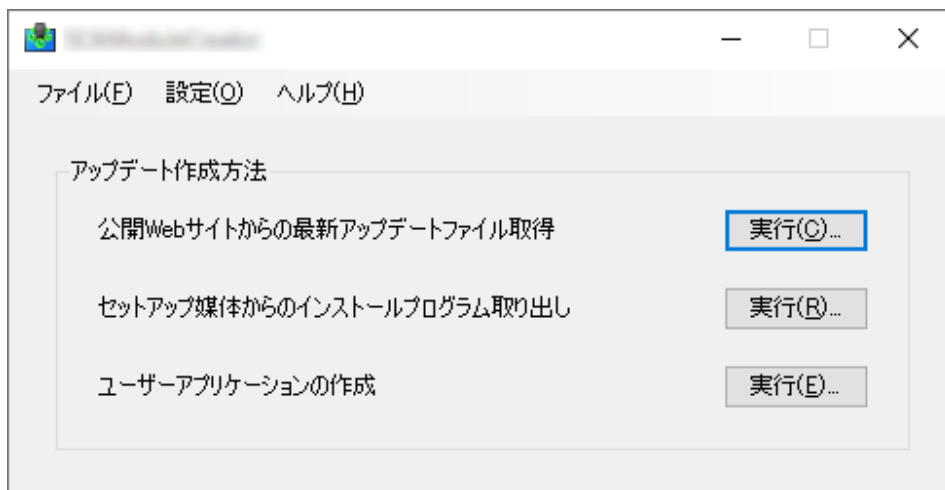 ファイル(F) 設定(O) ヘルプ(H)
アップデート作成方法
公開Webサイトからの最新アップデートファイル取得 実行(C)...
セットアップ媒体からのインストールプログラム取り出し 実行(R)...
ユーザーアプリケーションの作成 実行(E)...